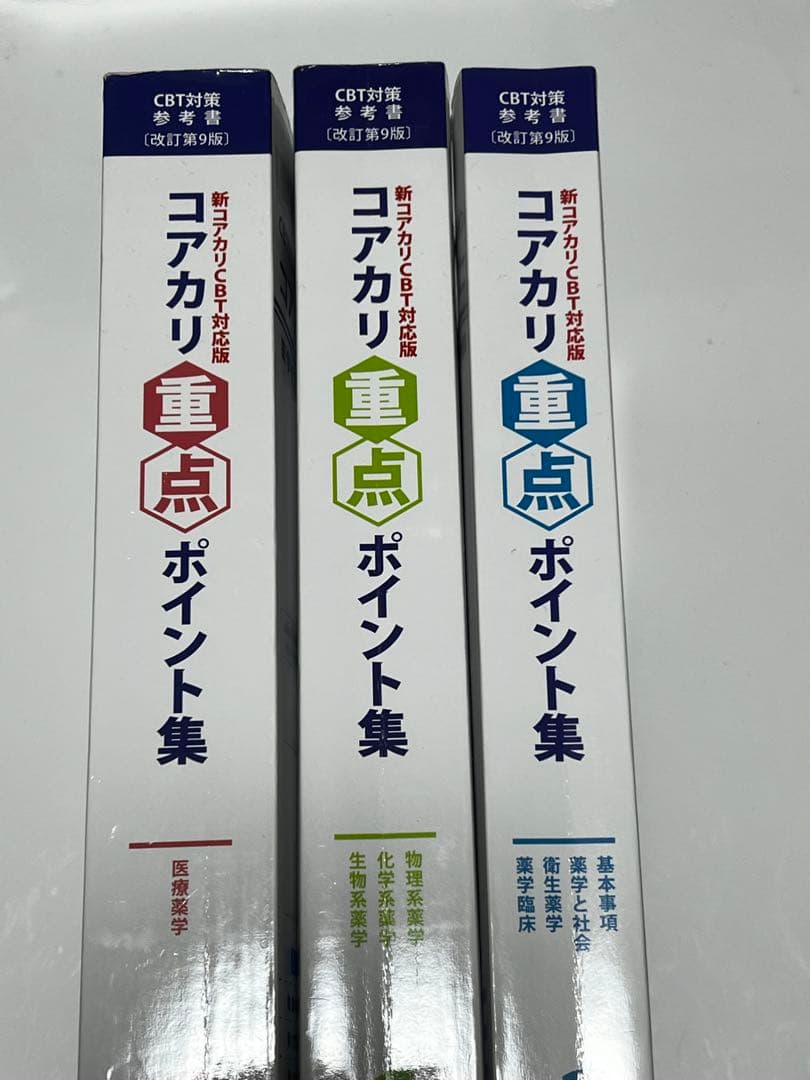 CBT対策
参考書
〔改訂第9版〕
新コアカリCBT対応版
コアカリ
重点
ポイント集
医療薬学
CBT対策
参考書
〔改訂第9版〕
新コアカリCBT対応版
コアカリ
重点
ポイント集
物理系薬学
化学系薬学
生物系薬学
CBT対策
参考書
〔改訂第9版〕
新コアカリCBT対応版
コアカリ
重点
ポイント集
基本事項
薬学と社会
衛生薬学
薬学臨床